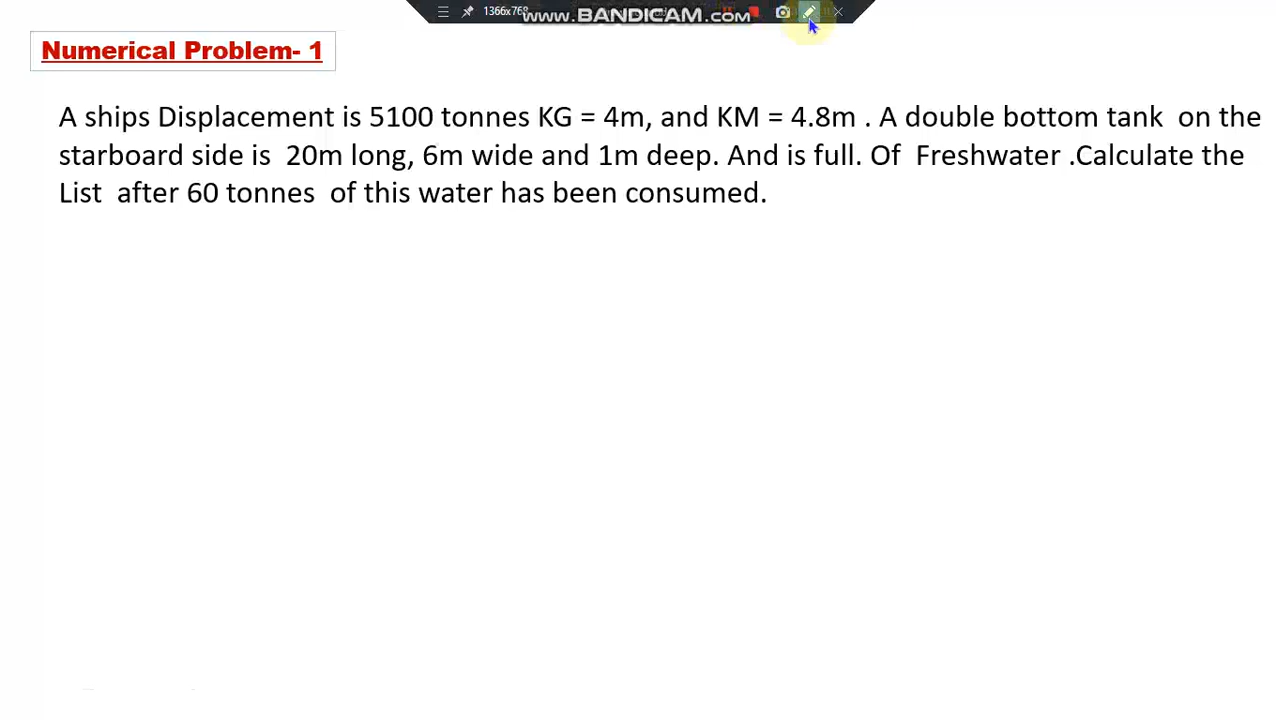 1366x768
www.BANDICAM.com
Numerical Problem- 1
A ships Displacement is 5100 tonnes KG = 4m, and KM = 4.8m . A double bottom tank on the
starboard side is 20m long, 6m wide and 1m deep. And is full. Of Freshwater .Calculate the
List after 60 tonnes of this water has been consumed.